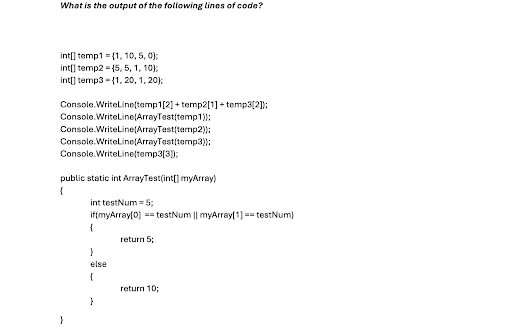 What is the output of the following lines of code?
int[] temp1 = {1, 10, 5, 0};
int[] temp2 = {5, 5, 1, 10};
int[] temp3 = {1, 20, 1, 20};
Console.WriteLine(temp1[2] + temp2[1] + temp3[2]);
Console.WriteLine(ArrayTest(temp1));
Console.WriteLine(ArrayTest(temp2));
Console.WriteLine(ArrayTest(temp3));
Console.WriteLine(temp3[3]);
public static int ArrayTest(int[] myArray)
{
int testNum = 5;
if(myArray[0] == testNum || myArray[1] == testNum)
{
return 5;
}
else
{
return 10;
}
}